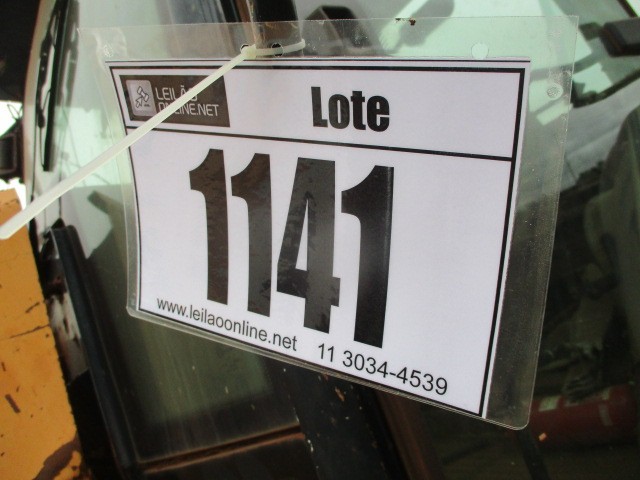 LEILÃO
ONLINE.NET
Lote
1141
www.leilaoonline.net
11 3034-4539